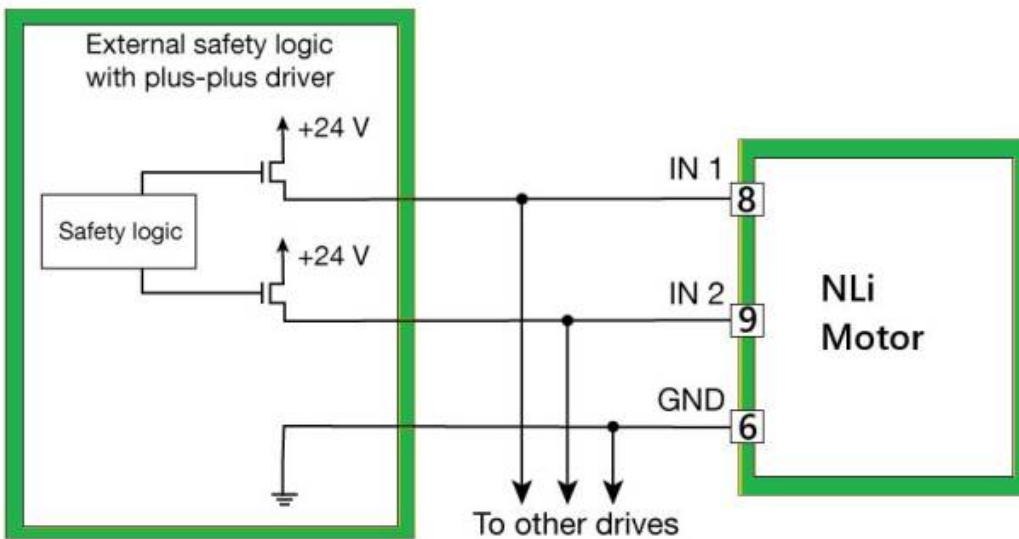 External safety logic
with plus-plus driver
+24 V
IN 1
8
Safety logic
+24 V
IN 2
9
NLi
Motor
GND
6
To other drives